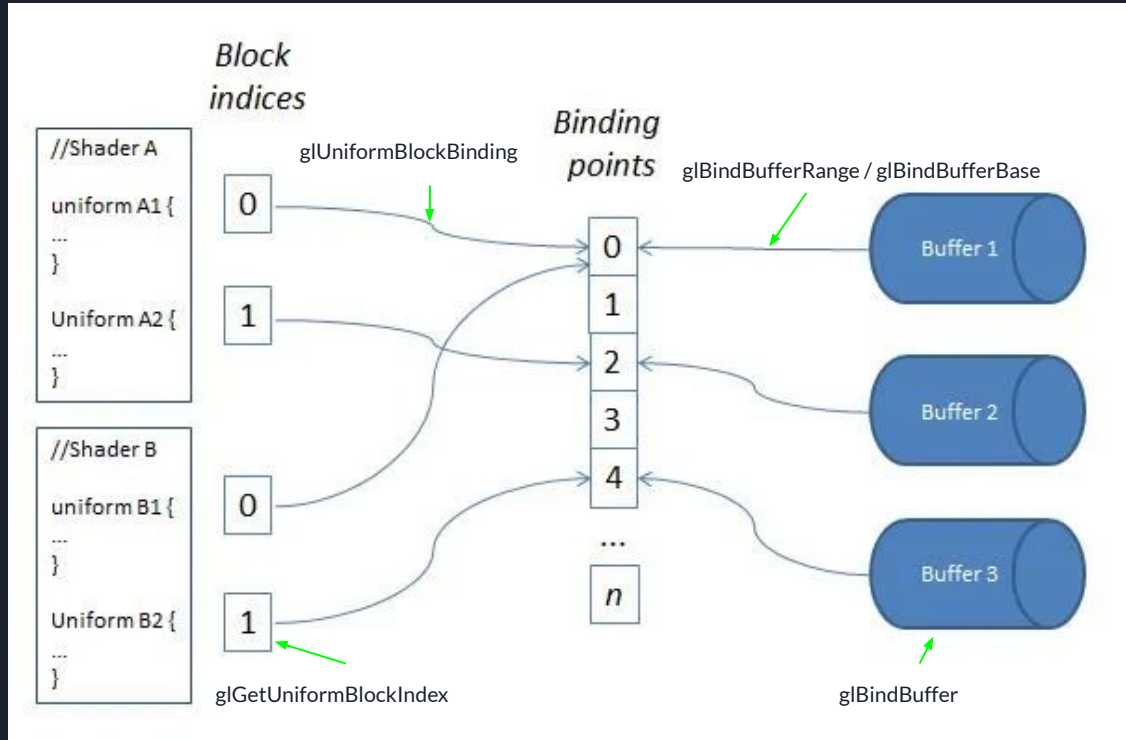 Block
indices
//Shader A
uniform A1 {
...
}
Uniform A2 {
...
}
0
1
glUniformBlockBinding
Binding
points
glBindBufferRange / glBindBufferBase
0
1
2
3
4
...
n
Buffer 1
Buffer 2
Buffer 3
//Shader B
uniform B1 {
...
}
Uniform B2 {
...
}
0
1
glGetUniformBlockIndex
glBindBuffer